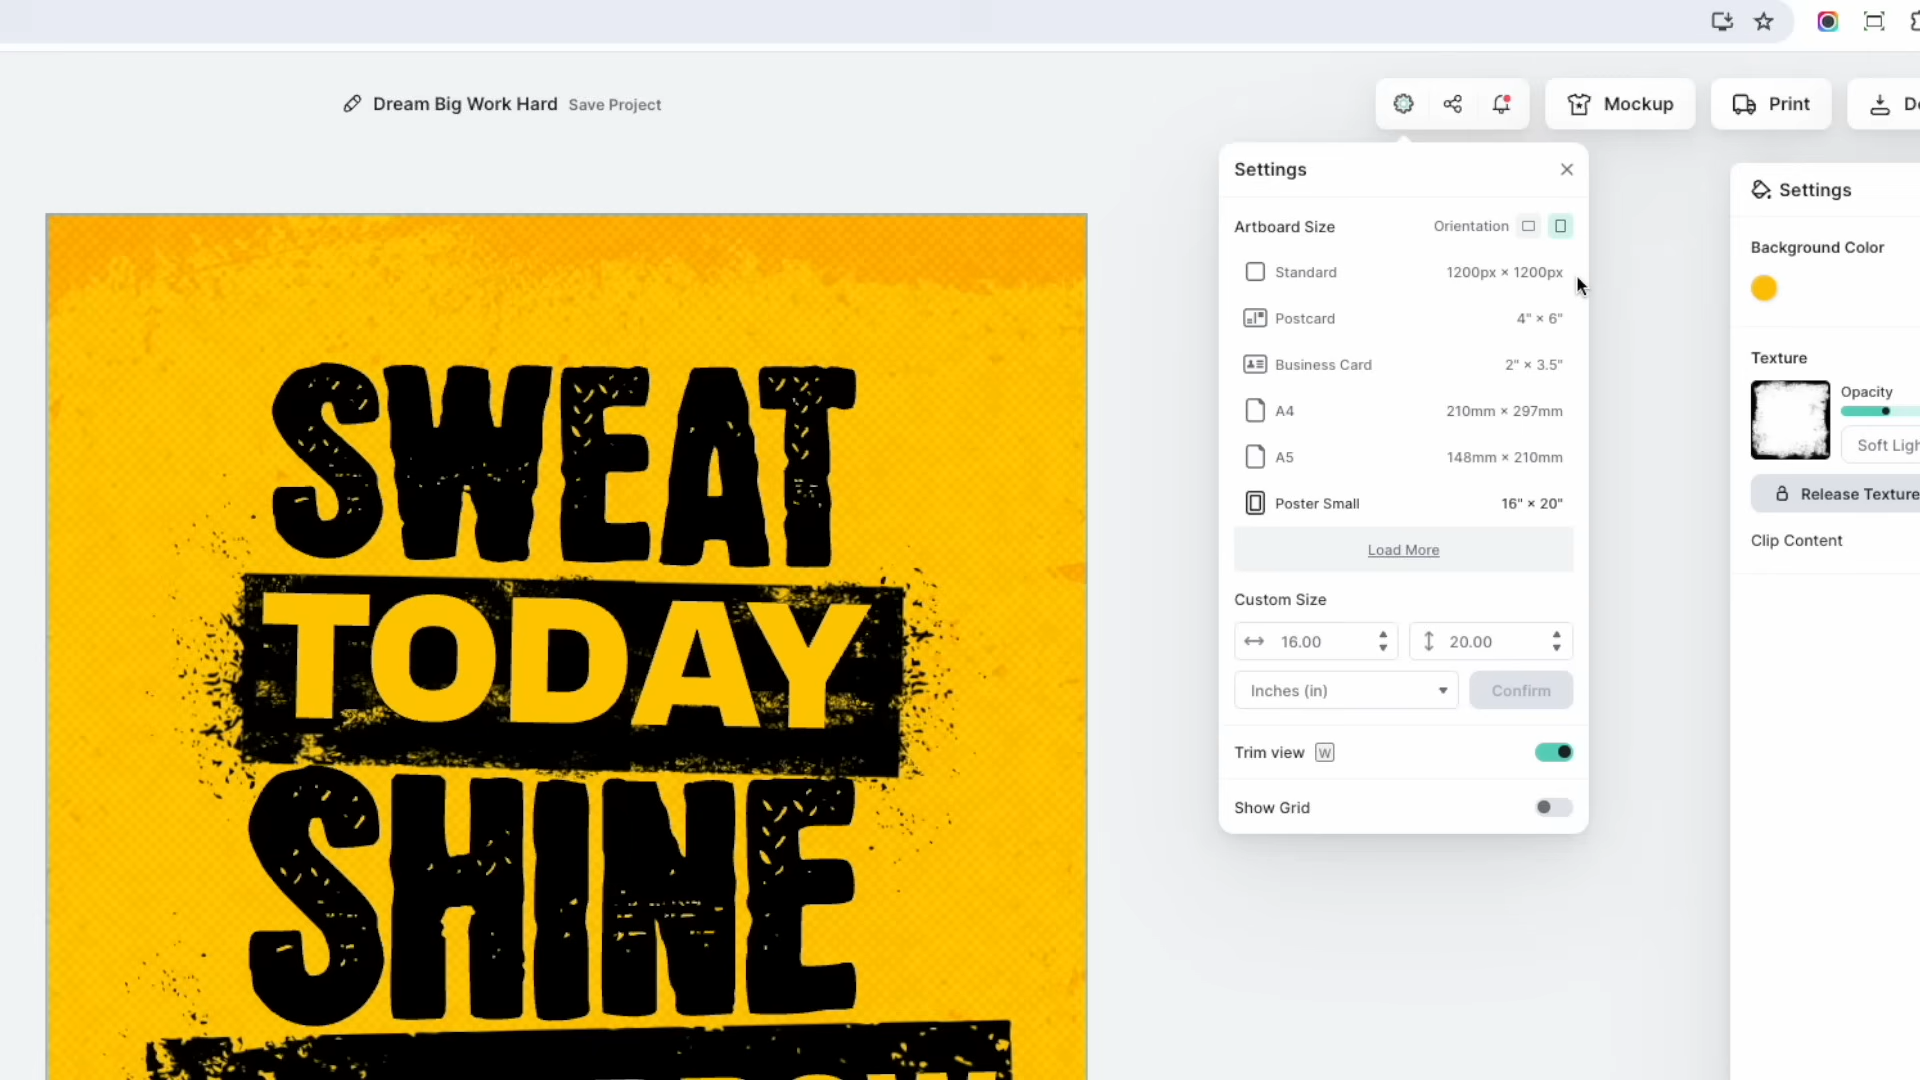 Dream Big Work Hard Save Project
Mockup
Print
Settings
Artboard Size Orientation
Standard 1200px × 1200px
Postcard 4" × 6"
Business Card 2" × 3.5"
A4 210mm × 297mm
A5 148mm × 210mm
Poster Small 16" × 20"
Load More
Custom Size
16.00 20.00
Inches (in) Confirm
Trim view W
Show Grid
Settings
Background Color
Texture
Opacity
Soft Ligh
Release Texture
Clip Content
SWEAT
TODAY
SHINE